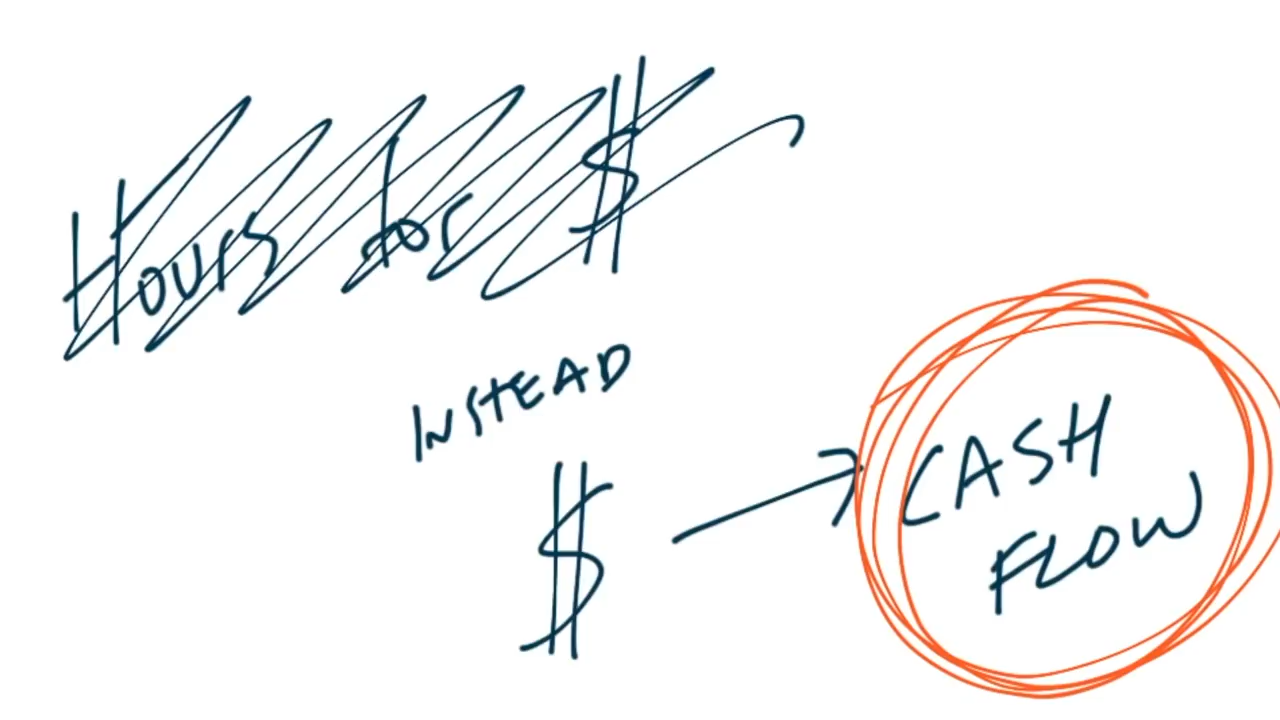 Hours for $
INSTEAD
$ → CASH
FLOW